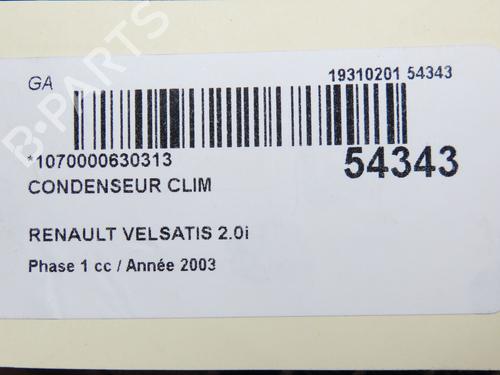 GA
19310201 54343
*1070000630313
54343
CONDENSEUR CLIM
RENAULT VELSATIS 2.0i
Phase 1 cc / Année 2003
B-PARTS